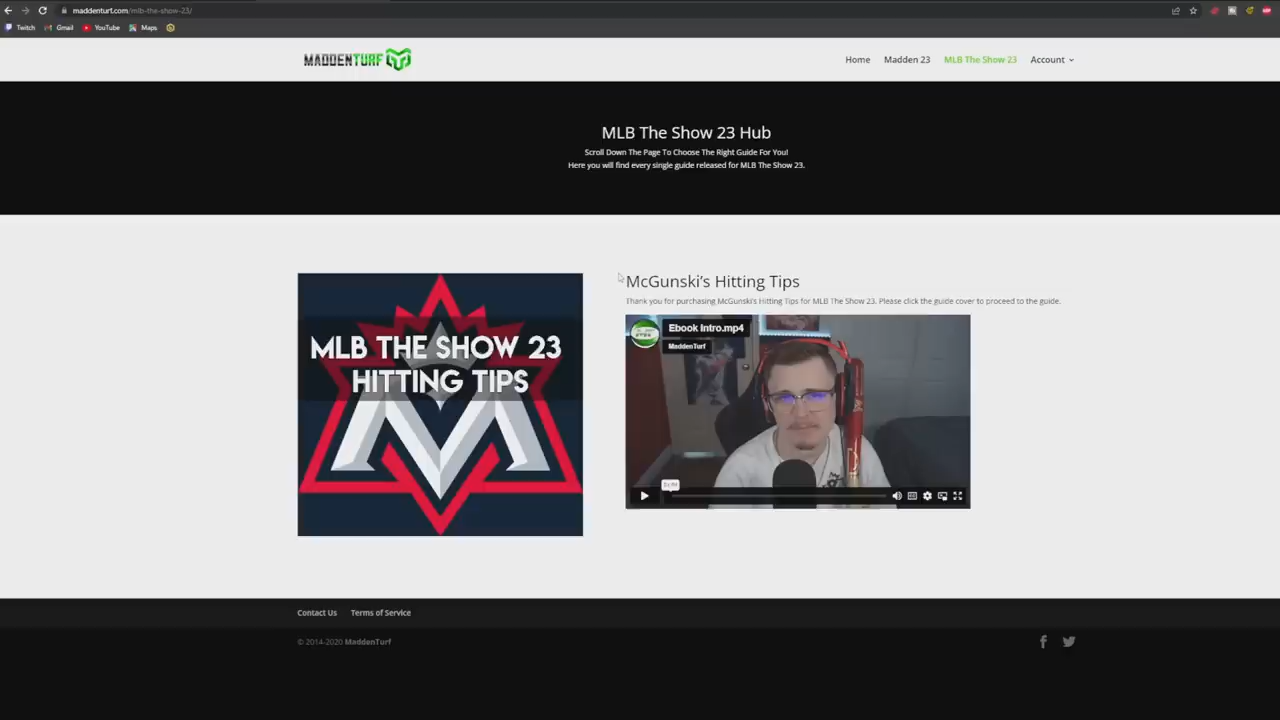 maddenturf.com/mlb-the-show-23/
Twitch Gmail YouTube Maps
MADDENTURF
Home Madden 23 MLB The Show 23 Account
MLB The Show 23 Hub
Scroll Down The Page To Choose The Right Guide For You!
Here you will find every single guide released for MLB The Show 23.
MLB THE SHOW 23
HITTING TIPS
McGunski's Hitting Tips
Thank you for purchasing McGunski's Hitting Tips for MLB The Show 23. Please click the guide cover to proceed to the guide.
Ebook Intro.mp4
MaddenTurf
Contact Us Terms of Service
© 2014-2020 MaddenTurf